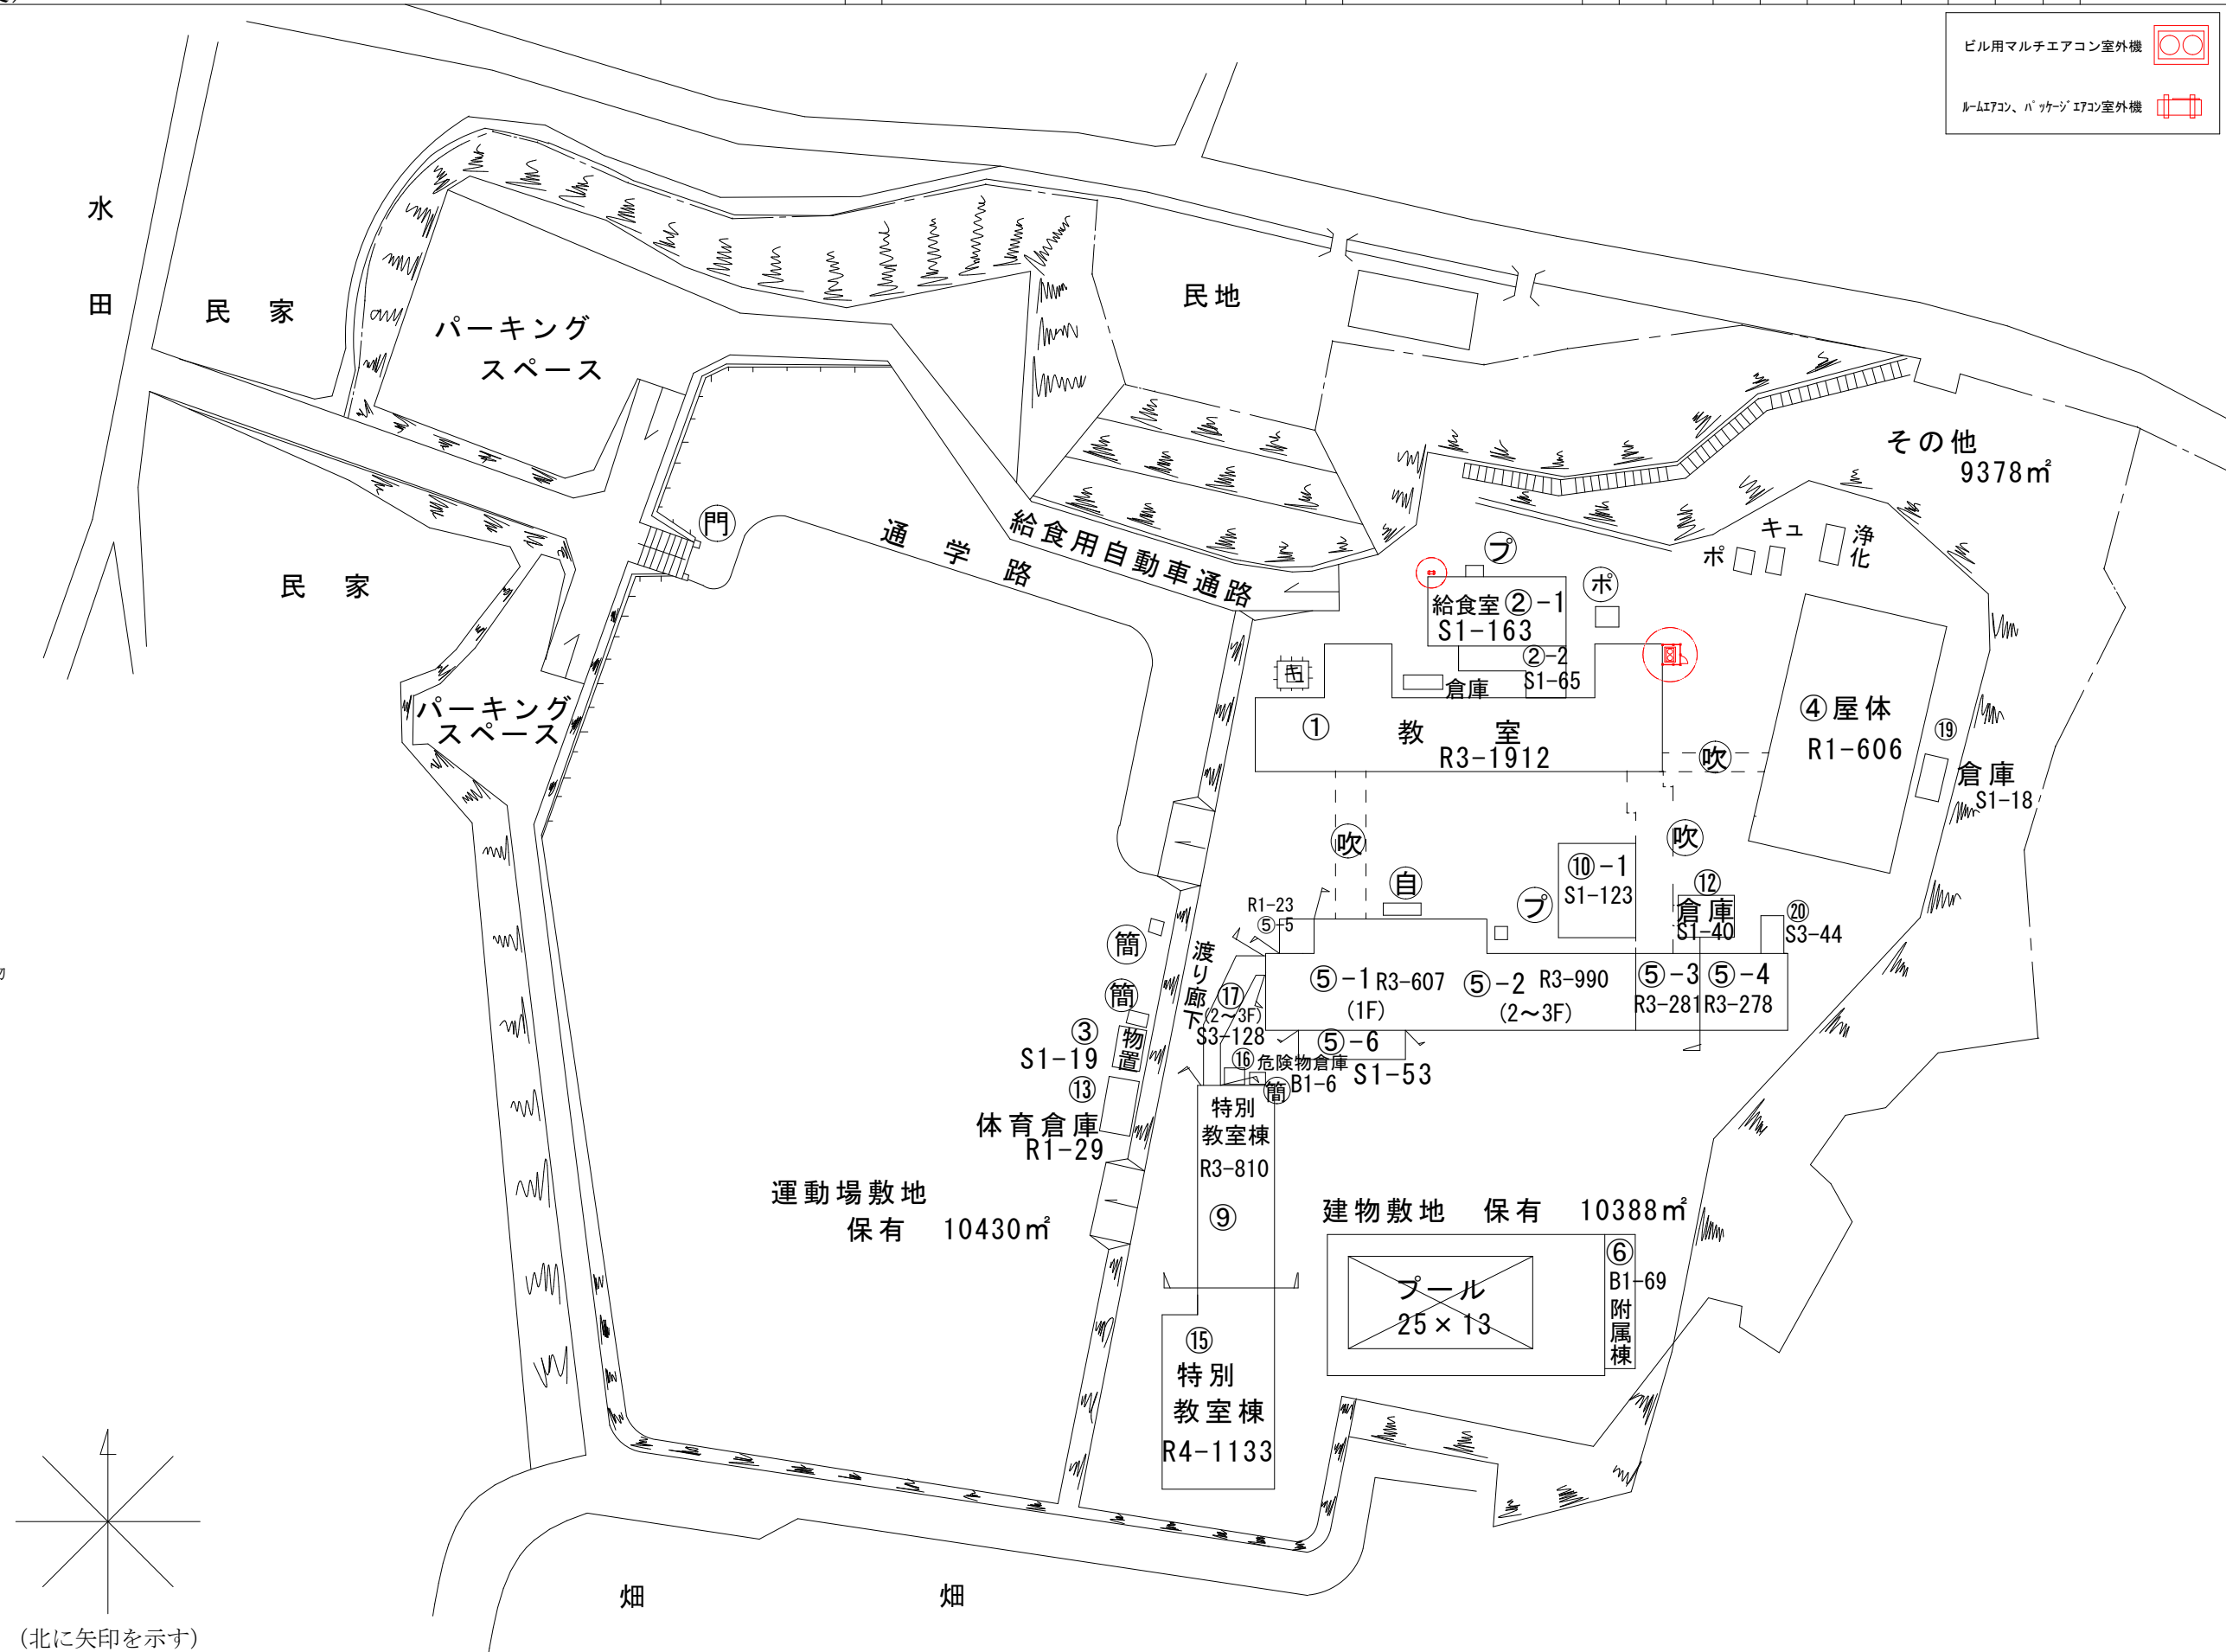 ビル用マルチエアコン室外機
ﾙｰﾑｴｱｺﾝ、ﾊﾟｯｹｰｼﾞｴｱｺﾝ室外機
水
田
民 家
パーキング
スペース
民地
その他
9378㎡
門
通学路
給食用自動車通路
プ
ポ
ポ
キュ
浄化
民 家
給食室②-1
S1-163
②-2
S1-65
倉庫
パーキング
スペース
①
教 室
R3-1912
④屋体
R1-606
⑲
倉庫
S1-18
吹
吹
吹
自
プ
⑩-1
S1-123
⑫
倉庫
S1-40
⑳
S3-44
R1-23
⑤-5
簡
渡り廊下
⑤-1 R3-607
(1F)
⑤-2 R3-990
(2～3F)
⑤-3
R3-281
⑤-4
R3-278
簡
⑰
(2～3F)
S3-128
③
物置
S1-19
⑤-6
S1-53
⑯危険物倉庫
B1-6
簡
⑬
体育倉庫
R1-29
特別
教室棟
R3-810
⑨
運動場敷地
保有 10430㎡
建物敷地 保有 10388㎡
プール
25×13
⑥
B1-69
附属棟
⑮
特別
教室棟
R4-1133
畑
畑
(北に矢印を示す)